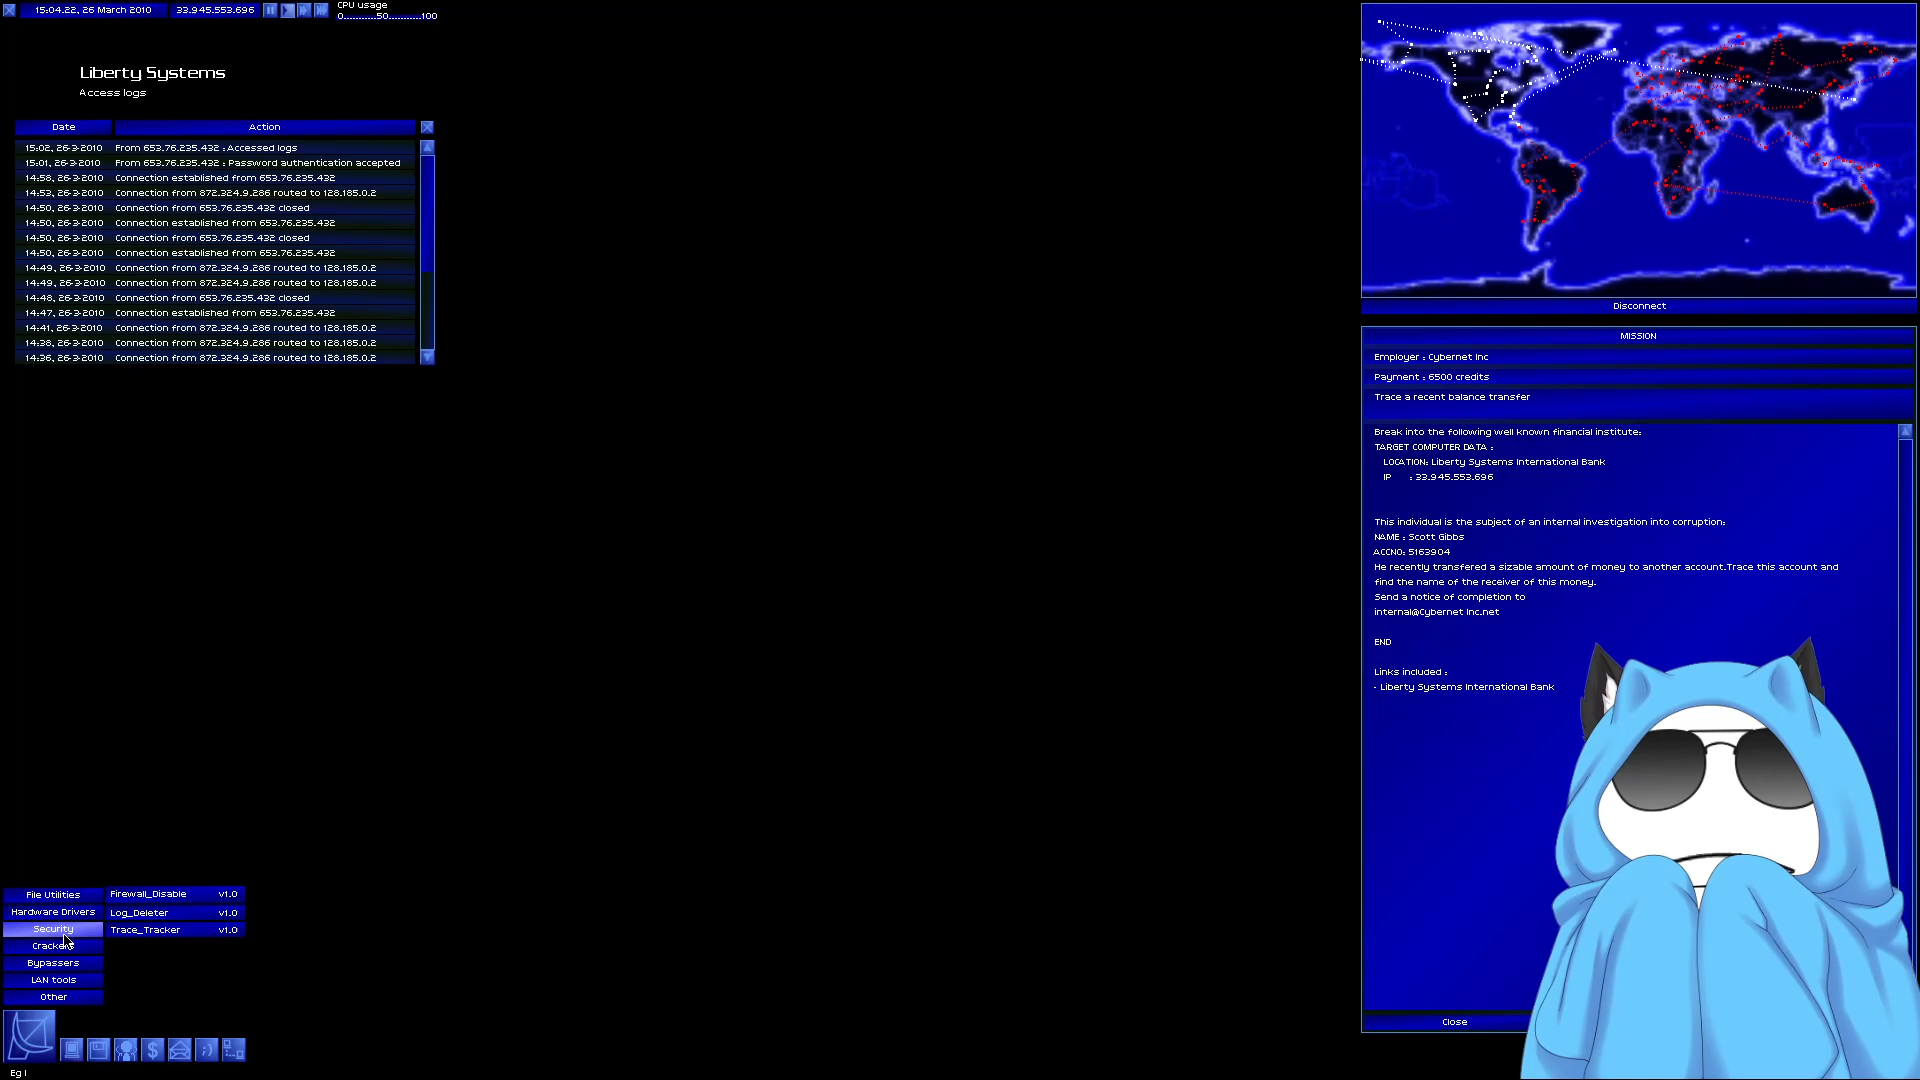 15:04.22, 26 March 2010
33.945.553.696
CPU usage
0...........50...........100
Liberty Systems
Access logs
Date Action
15:02, 26-3-2010 From 653.76.235.432 : Accessed logs
15:01, 26-3-2010 From 653.76.235.432 : Password authentication accepted
14:58, 26-3-2010 Connection established from 653.76.235.432
14:53, 26-3-2010 Connection from 872.324.9.286 routed to 128.185.0.2
14:50, 26-3-2010 Connection from 653.76.235.432 closed
14:50, 26-3-2010 Connection established from 653.76.235.432
14:50, 26-3-2010 Connection from 653.76.235.432 closed
14:50, 26-3-2010 Connection established from 653.76.235.432
14:49, 26-3-2010 Connection from 872.324.9.286 routed to 128.185.0.2
14:49, 26-3-2010 Connection from 872.324.9.286 routed to 128.185.0.2
14:48, 26-3-2010 Connection from 653.76.235.432 closed
14:47, 26-3-2010 Connection established from 653.76.235.432
14:41, 26-3-2010 Connection from 872.324.9.286 routed to 128.185.0.2
14:38, 26-3-2010 Connection from 872.324.9.286 routed to 128.185.0.2
14:36, 26-3-2010 Connection from 872.324.9.286 routed to 128.185.0.2
Disconnect
MISSION
Employer : Cybernet Inc
Payment : 6500 credits
Trace a recent balance transfer
Break into the following well known financial institute:
TARGET COMPUTER DATA :
LOCATION: Liberty Systems International Bank
IP : 33.945.553.696
This individual is the subject of an internal investigation into corruption:
NAME : Scott Gibbs
ACCNO: 5163904
He recently transfered a sizable amount of money to another account.Trace this account and
find the name of the receiver of this money.
Send a notice of completion to
internal@Cybernet Inc.net
END
Links included :
- Liberty Systems International Bank
Close
File Utilities
Hardware Drivers
Security
Crackers
Bypassers
LAN tools
Other
Firewall_Disable v1.0
Log_Deleter v1.0
Trace_Tracker v1.0
$
;)
Eg I